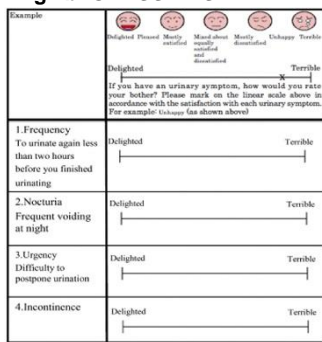 Example
Delighted Pleased Mostly satisfied Mixed about equally satisfied and dissatisfied Mostly dissatisfied Unhappy Terrible
Delighted Terrible
If you have an urinary symptom, how would you rate
your bother? Please mark on the linear scale above in
accordance with the satisfaction with each urinary symptom.
For example: Unhappy (as shown above)
1.Frequency
To urinate again less
than two hours
before you finished
urinating
Delighted Terrible
2.Nocturia
Frequent voiding
at night
Delighted Terrible
3.Urgency
Difficulty to
postpone urination
Delighted Terrible
4.Incontinence
Delighted Terrible